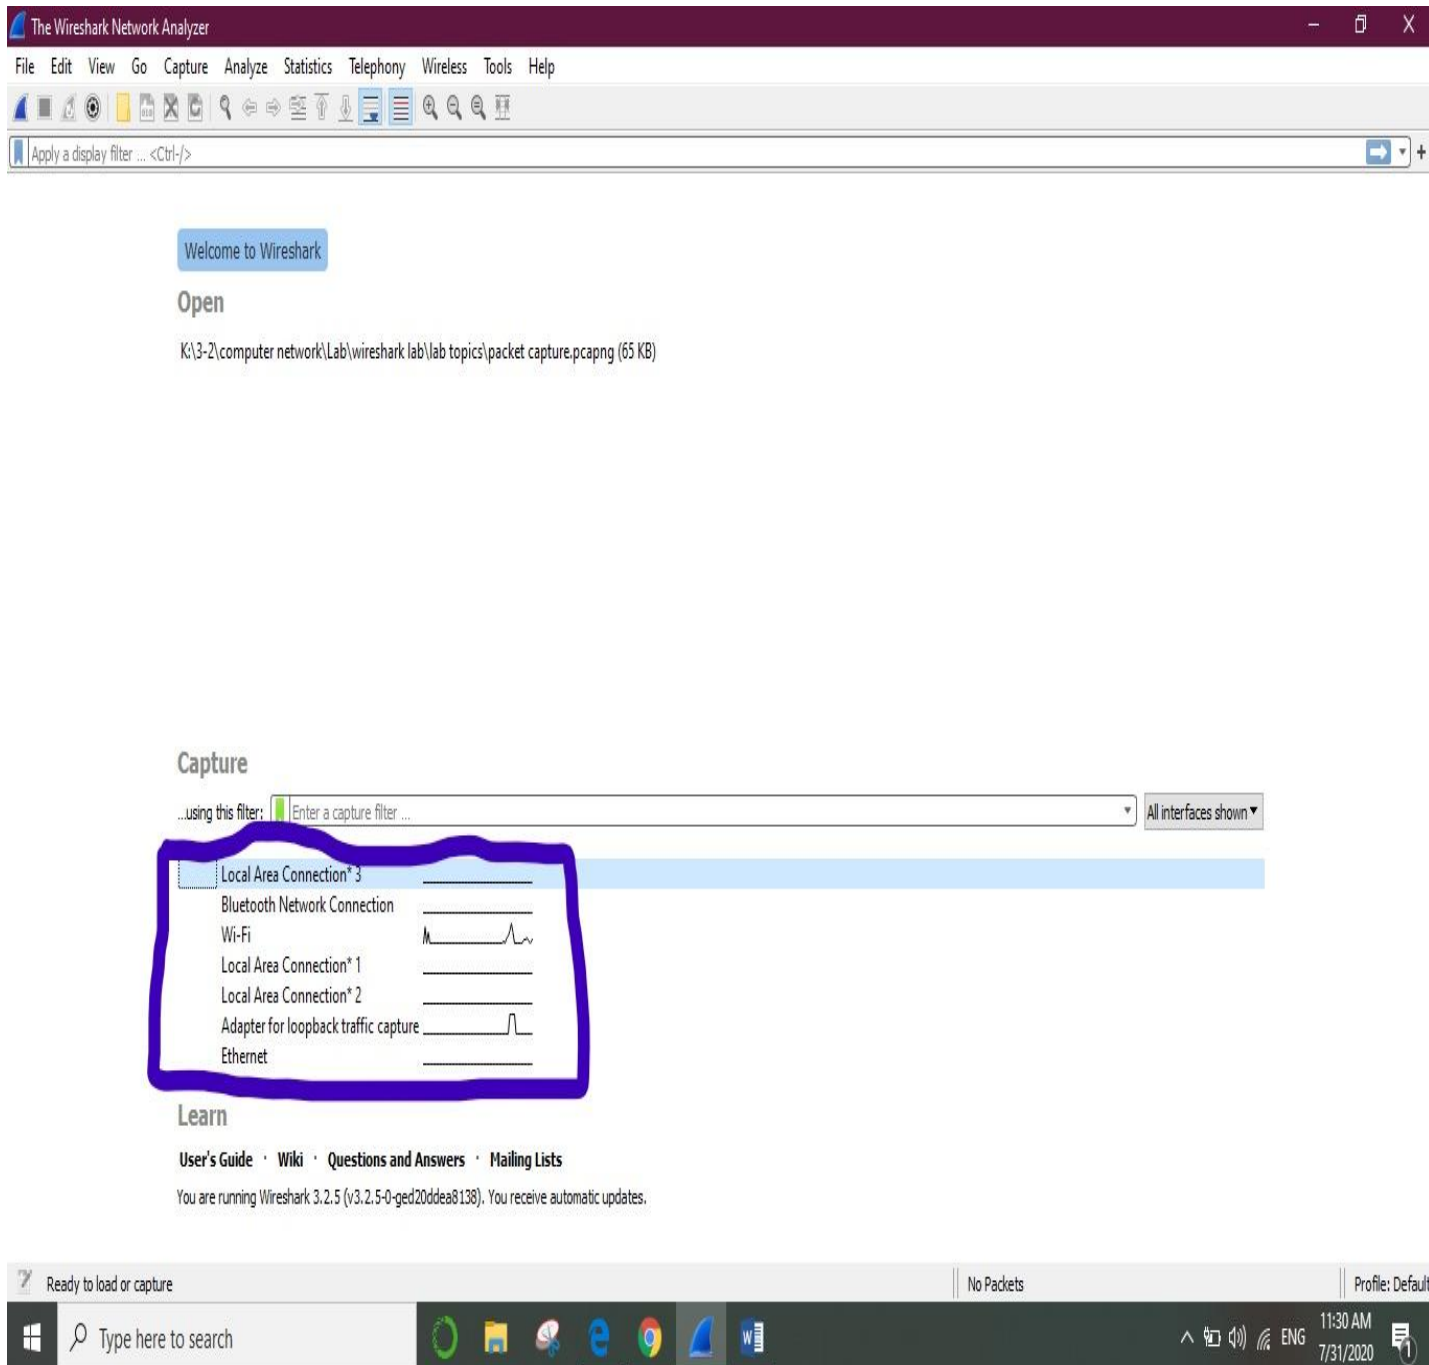 The Wireshark Network Analyzer
File Edit View Go Capture Analyze Statistics Telephony Wireless Tools Help
Apply a display filter ... <Ctrl-/>
Welcome to Wireshark
Open
K:\3-2\computer network\Lab\wireshark lab\lab topics\packet capture.pcapng (65 KB)
Capture
...using this filter: Enter a capture filter ... All interfaces shown
Local Area Connection* 3
Bluetooth Network Connection
Wi-Fi
Local Area Connection* 1
Local Area Connection* 2
Adapter for loopback traffic capture
Ethernet
Learn
User's Guide · Wiki · Questions and Answers · Mailing Lists
You are running Wireshark 3.2.5 (v3.2.5-0-ged20ddea8138). You receive automatic updates.
Ready to load or capture No Packets Profile: Default
Type here to search ENG 11:30 AM
7/31/2020 1